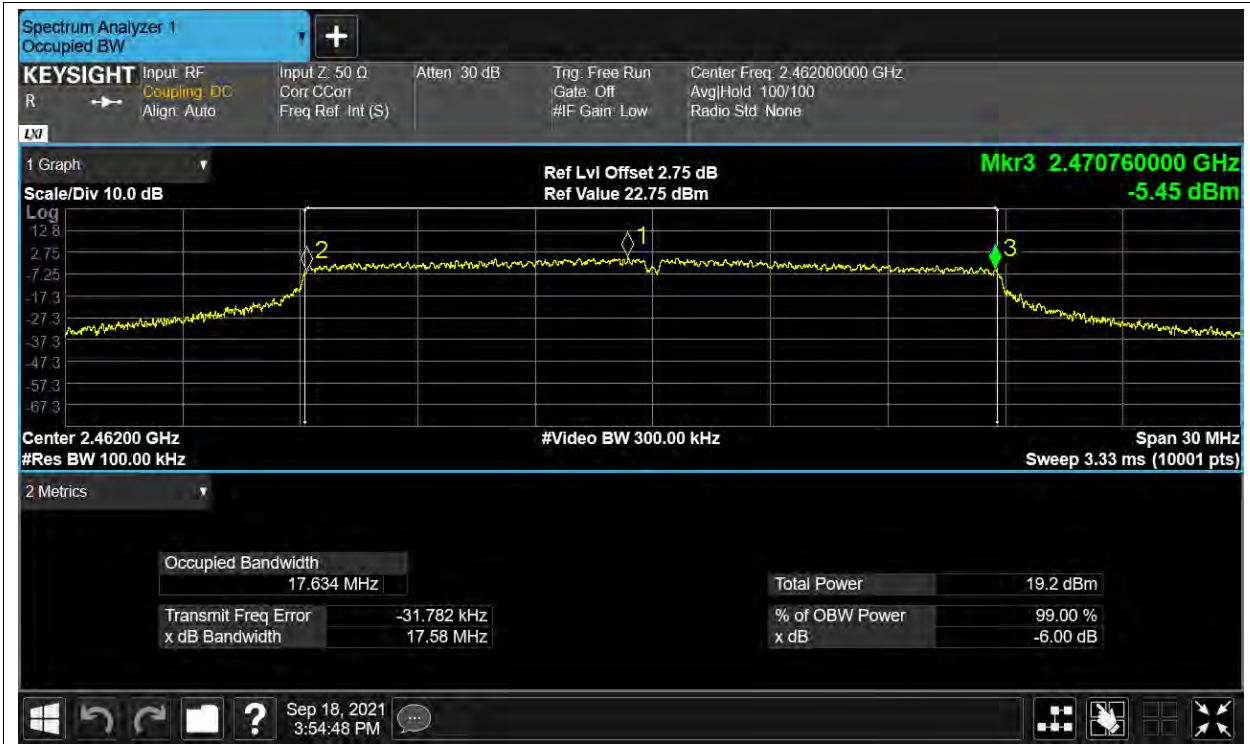 Spectrum Analyzer 1
Occupied BW
KEYSIGHT
R
LXI
Input: RF
Coupling: DC
Align: Auto
Input Z: 50 Ω
Corr CCorr
Freq Ref: Int (S)
Atten: 30 dB
Trig: Free Run
Gate: Off
#IF Gain: Low
Center Freq: 2.462000000 GHz
Avg|Hold: 100/100
Radio Std: None
1 Graph
Scale/Div 10.0 dB
Ref Lvl Offset 2.75 dB
Ref Value 22.75 dBm
Mkr3 2.470760000 GHz
-5.45 dBm
Log
12.8
2.75
-7.25
-17.3
-27.3
-37.3
-47.3
-57.3
-67.3
2
1
3
Center 2.46200 GHz
#Res BW 100.00 kHz
#Video BW 300.00 kHz
Span 30 MHz
Sweep 3.33 ms (10001 pts)
2 Metrics
Occupied Bandwidth
17.634 MHz
Transmit Freq Error -31.782 kHz
x dB Bandwidth 17.58 MHz
Total Power 19.2 dBm
% of OBW Power 99.00 %
x dB -6.00 dB
?
Sep 18, 2021
3:54:48 PM